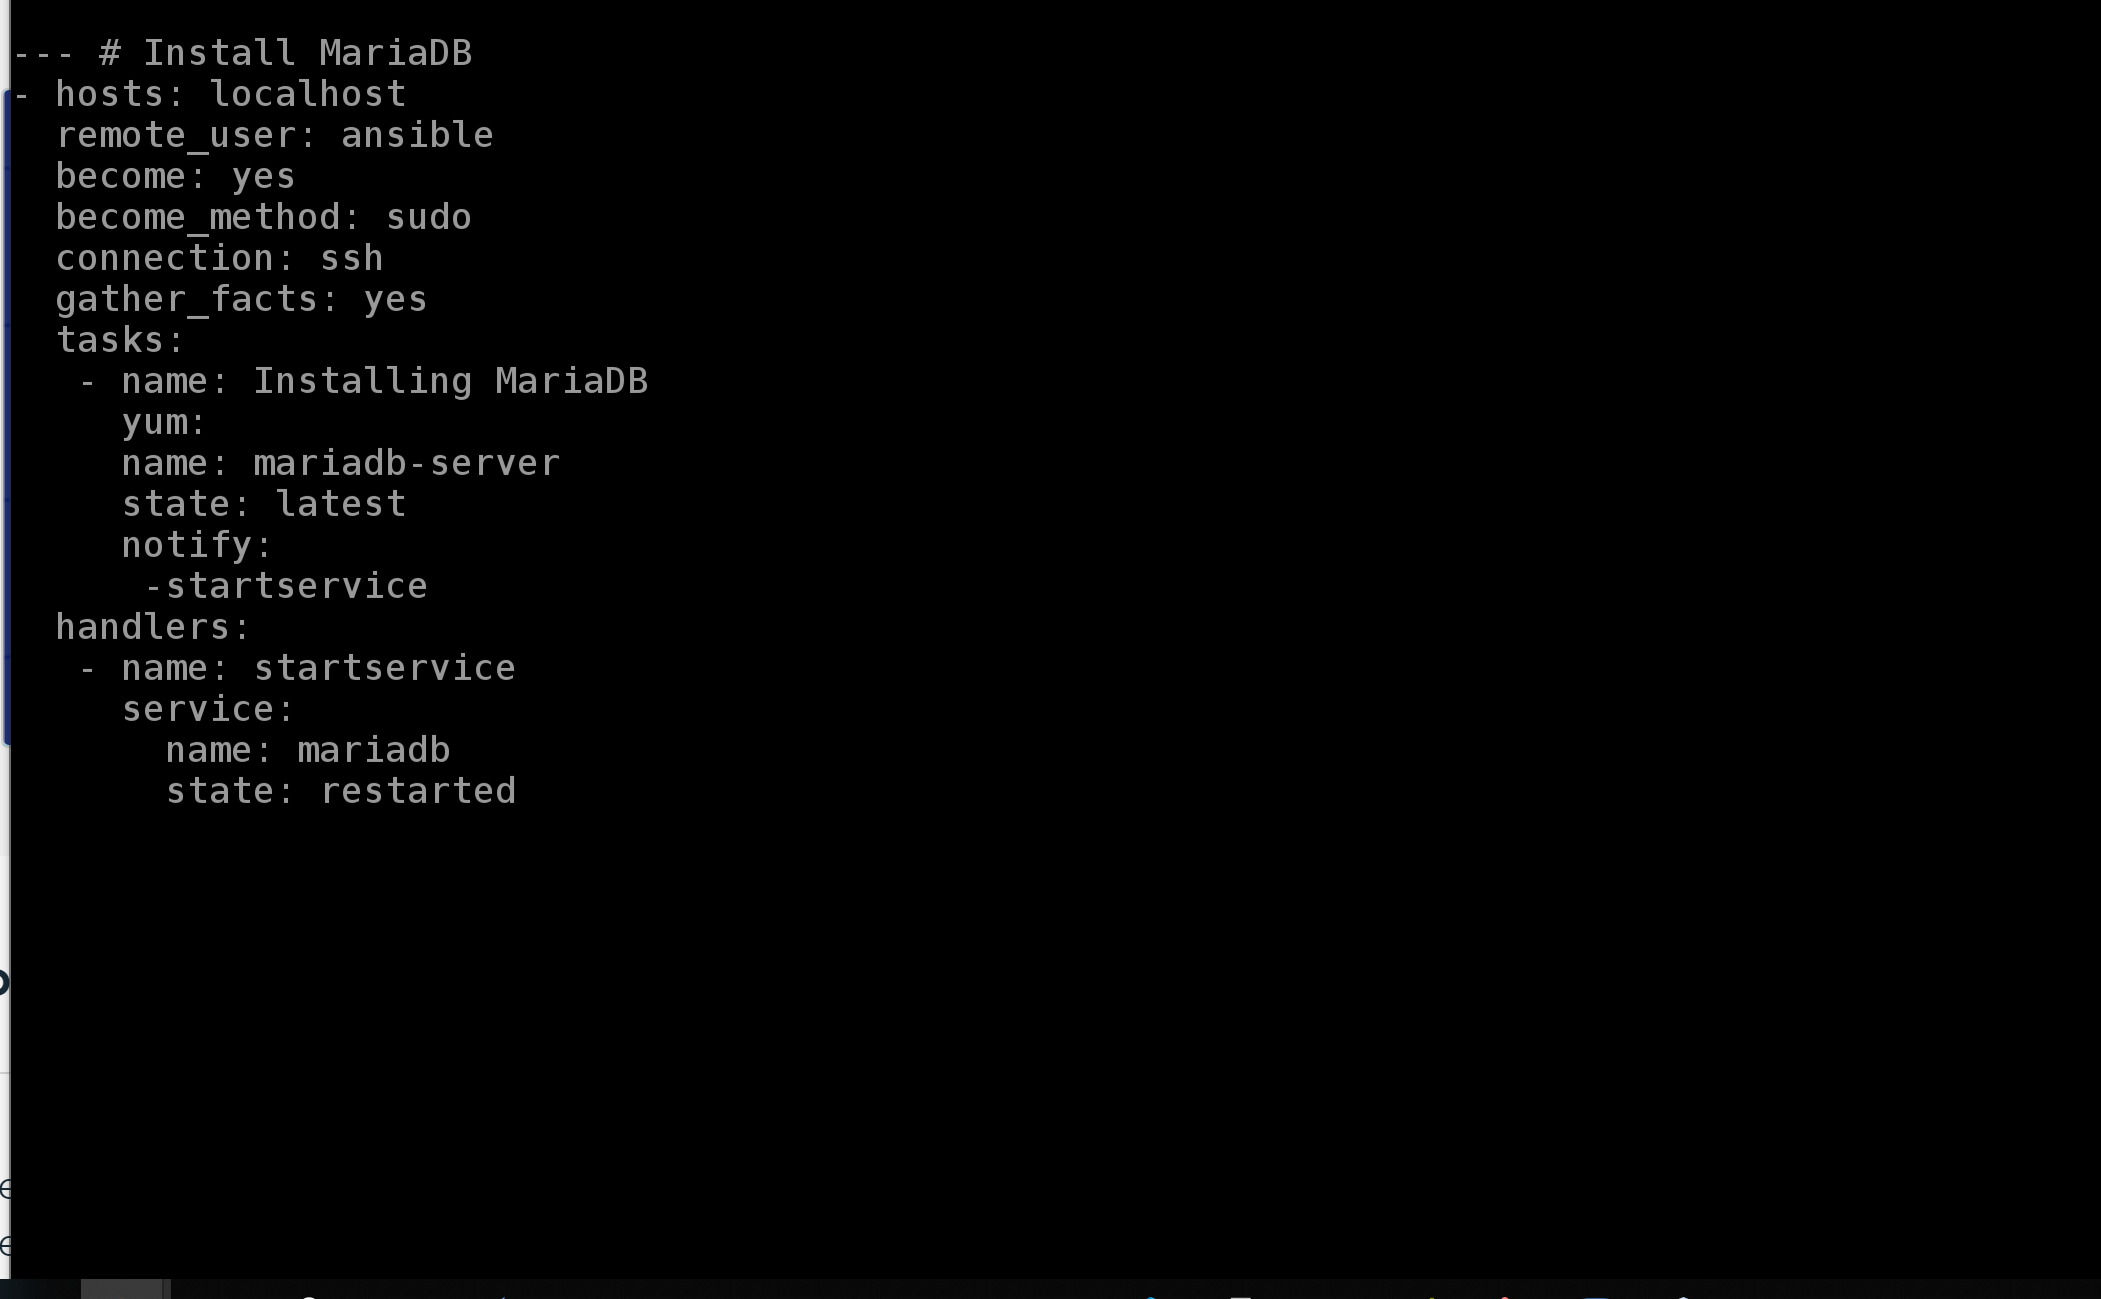 --- # Install MariaDB
- hosts: localhost
  remote_user: ansible
  become: yes
  become_method: sudo
  connection: ssh
  gather_facts: yes
  tasks:
   - name: Installing MariaDB
     yum:
     name: mariadb-server
     state: latest
     notify:
      -startservice
  handlers:
   - name: startservice
     service:
       name: mariadb
       state: restarted